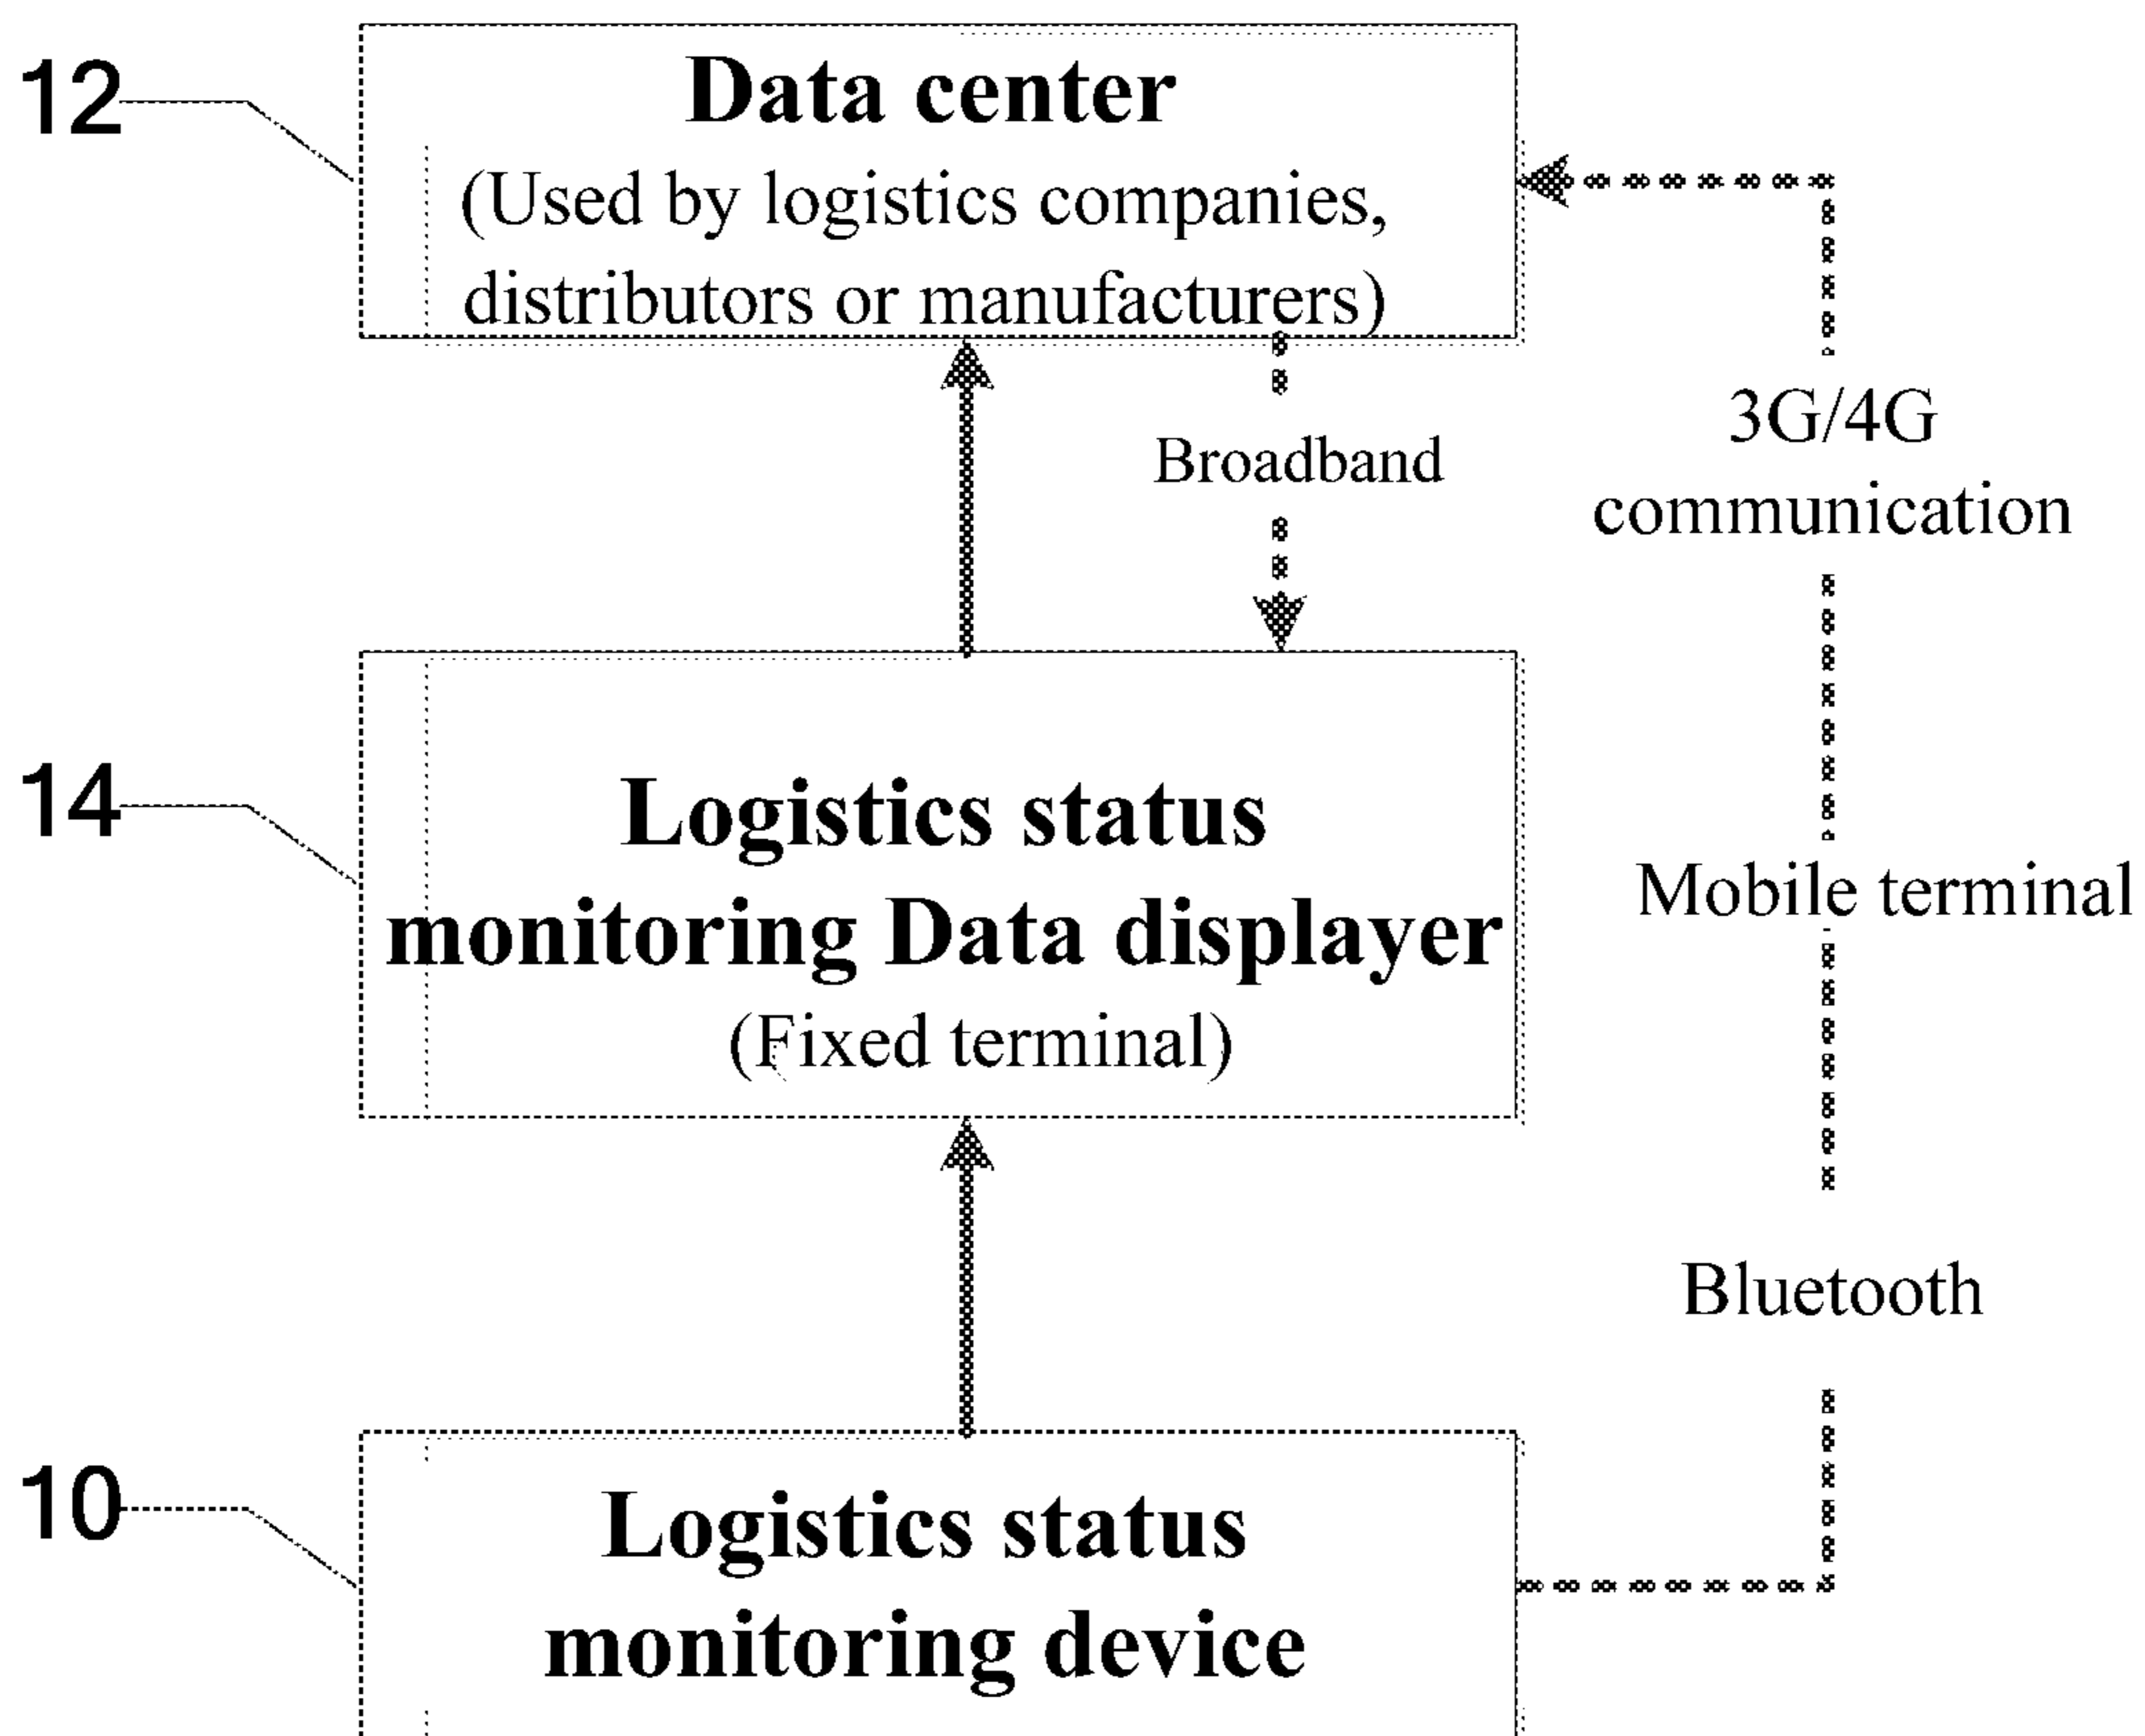 12
Data center
(Used by logistics companies,
distributors or manufacturers)
3G/4G
communication
Broadband
14
Logistics status
monitoring Data displayer
(Fixed terminal)
Mobile terminal
Bluetooth
10
Logistics status
monitoring device